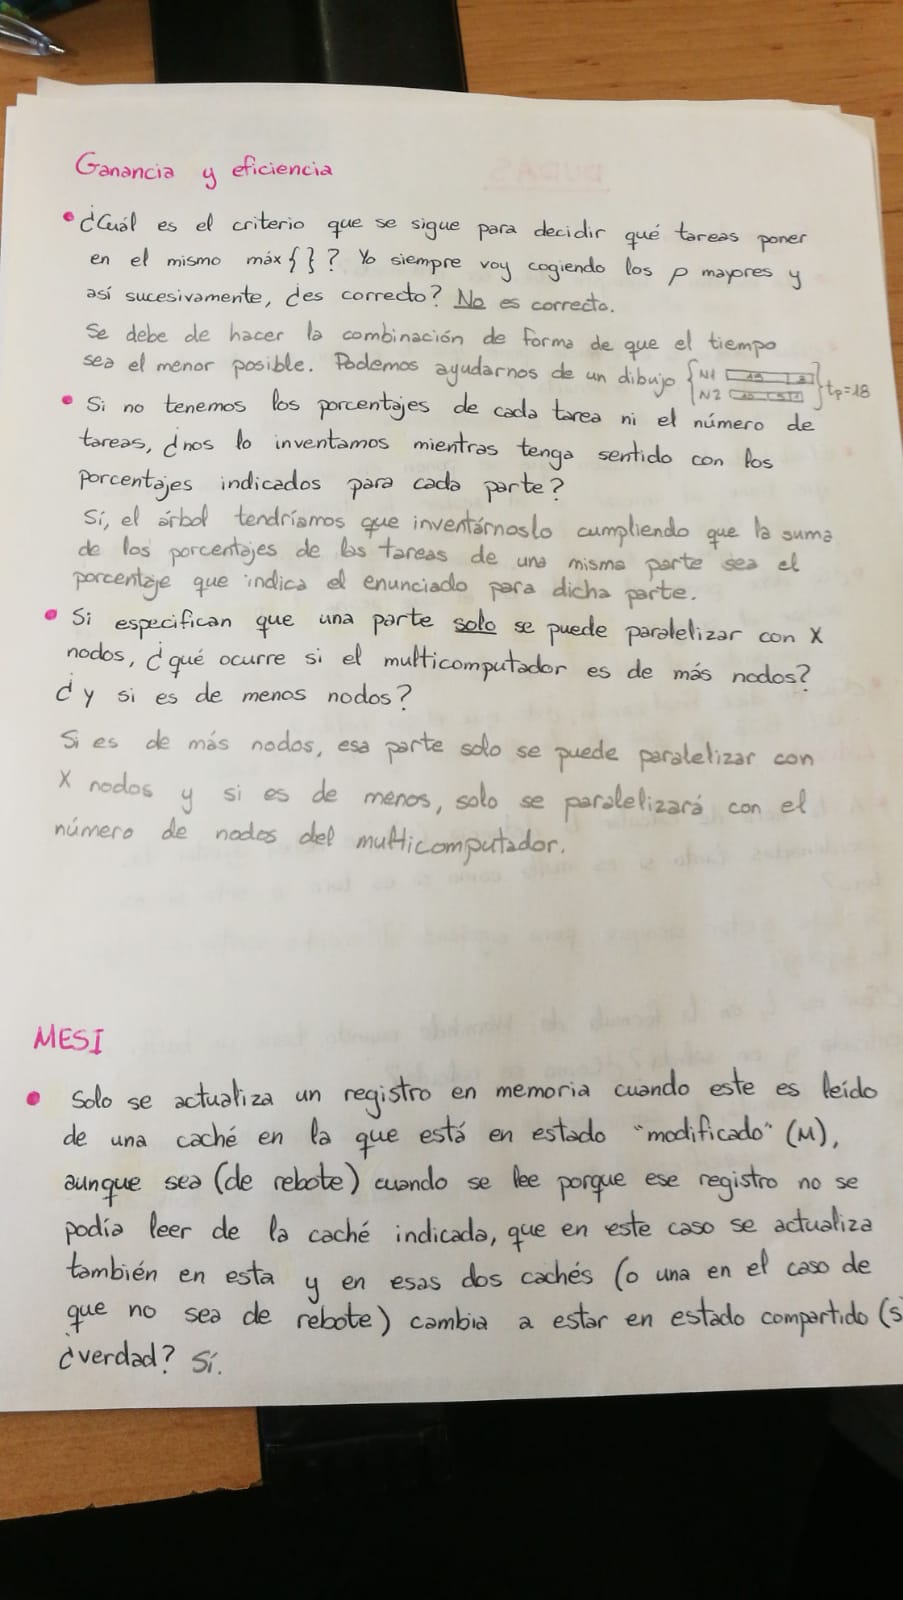 Ganancia y eficiencia
• ¿Cuál es el criterio que se sigue para decidir qué tareas poner
en el mismo máx{ }? Yo siempre voy cogiendo los p mayores y
así sucesivamente, ¿es correcto? No es correcto.
Se debe de hacer la combinación de forma de que el tiempo
sea el menor posible. Podemos ayudarnos de un dibujo { N1
N2 } tp=18
• Si no tenemos los porcentajes de cada tarea ni el número de
tareas, ¿nos lo inventamos mientras tenga sentido con los
porcentajes indicados para cada parte?
Sí, el árbol tendríamos que inventárnoslo cumpliendo que la suma
de los porcentajes de las tareas de una misma parte sea el
porcentaje que indica el enunciado para dicha parte.
• Si especifican que una parte solo se puede paralelizar con X
nodos, ¿qué ocurre si el multicomputador es de más nodos?
¿y si es de menos nodos?
Si es de más nodos, esa parte solo se puede paralelizar con
X nodos y si es de menos, solo se paralelizará con el
número de nodos del multicomputador.
MESI
• Solo se actualiza un registro en memoria cuando este es leído
de una caché en la que está en estado "modificado" (M),
aunque sea (de rebote) cuando se lee porque ese registro no se
podía leer de la caché indicada, que en este caso se actualiza
también en esta y en esas dos cachés (o una en el caso de
que no sea de rebote) cambia a estar en estado compartido (S
¿verdad? Sí.